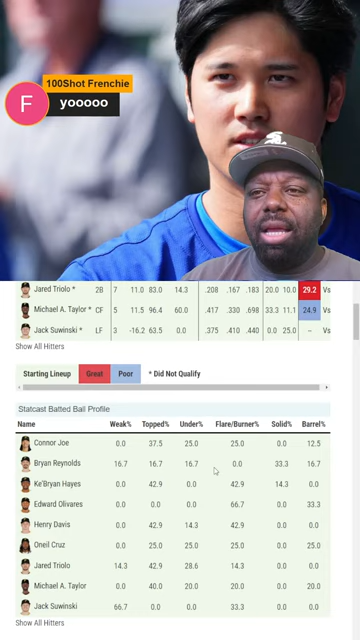 100Shot Frenchie
F
yoooo
Jared Triolo * 2B 7 11.0 83.0 14.3 .208 .167 .183 20.0 10.0 29.2 Vs
Michael A. Taylor * CF 5 11.5 96.4 60.0 .417 .330 .698 33.3 11.1 24.9 Vs
Jack Suwinski * LF 3 -16.2 63.5 0.0 .375 .410 .440 0.0 25.0 -- Vs
Show All Hitters
Starting Lineup Great Poor * Did Not Qualify
Statcast Batted Ball Profile
Name Weak% Topped% Under% Flare/Burner% Solid% Barrel%
Connor Joe 0.0 37.5 25.0 25.0 0.0 12.5
Bryan Reynolds 16.7 16.7 16.7 0.0 33.3 16.7
Ke'Bryan Hayes 0.0 42.9 0.0 42.9 14.3 0.0
Edward Olivares 0.0 0.0 0.0 66.7 0.0 33.3
Henry Davis 0.0 42.9 14.3 42.9 0.0 0.0
Oneil Cruz 0.0 25.0 25.0 25.0 0.0 25.0
Jared Triolo 14.3 42.9 28.6 14.3 0.0 0.0
Michael A. Taylor 0.0 40.0 20.0 20.0 0.0 20.0
Jack Suwinski 66.7 0.0 0.0 33.3 0.0 0.0
Show All Hitters